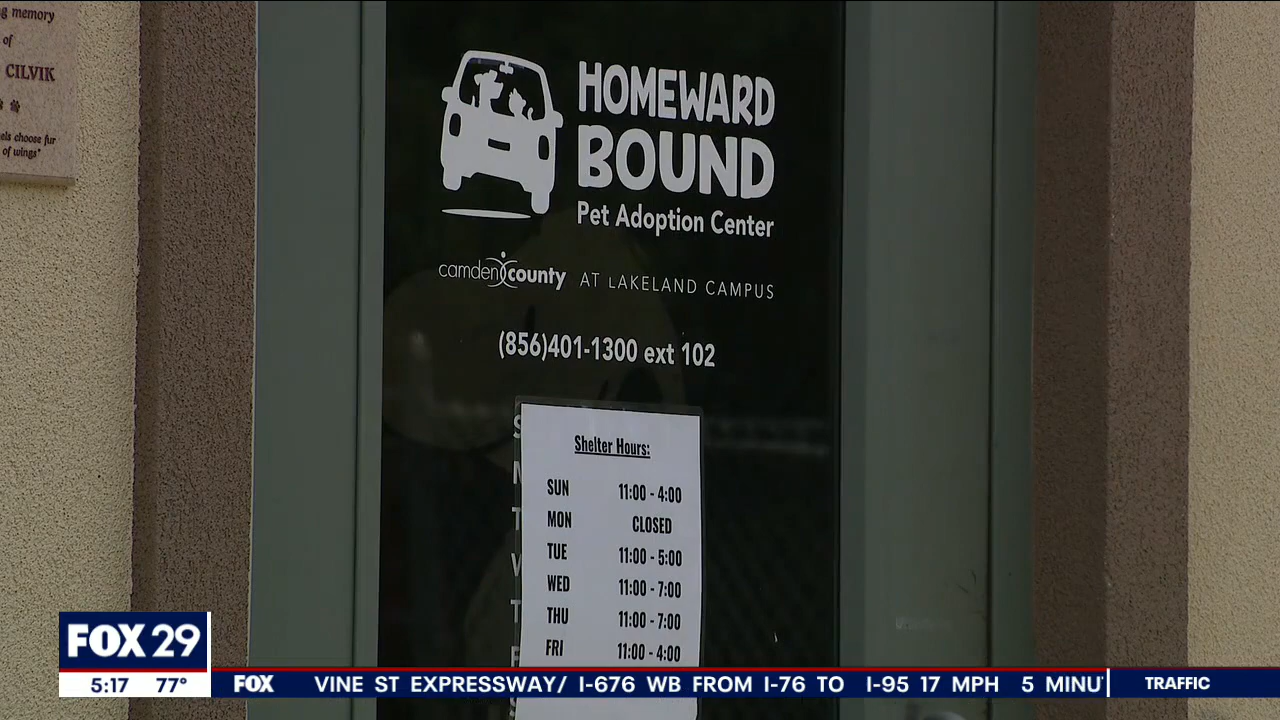 memory
of
CILVIK
choose fur
of wings"
HOMEWARD
BOUND
Pet Adoption Center
camden county AT LAKELAND CAMPUS
(856)401-1300 ext 102
Shelter Hours:
SUN 11:00 - 4:00
MON CLOSED
TUE 11:00 - 5:00
WED 11:00 - 7:00
THU 11:00 - 7:00
FRI 11:00 - 4:00
FOX 29
5:17 77°
FOX VINE ST EXPRESSWAY/ I-676 WB FROM I-76 TO I-95 17 MPH 5 MINU
TRAFFIC